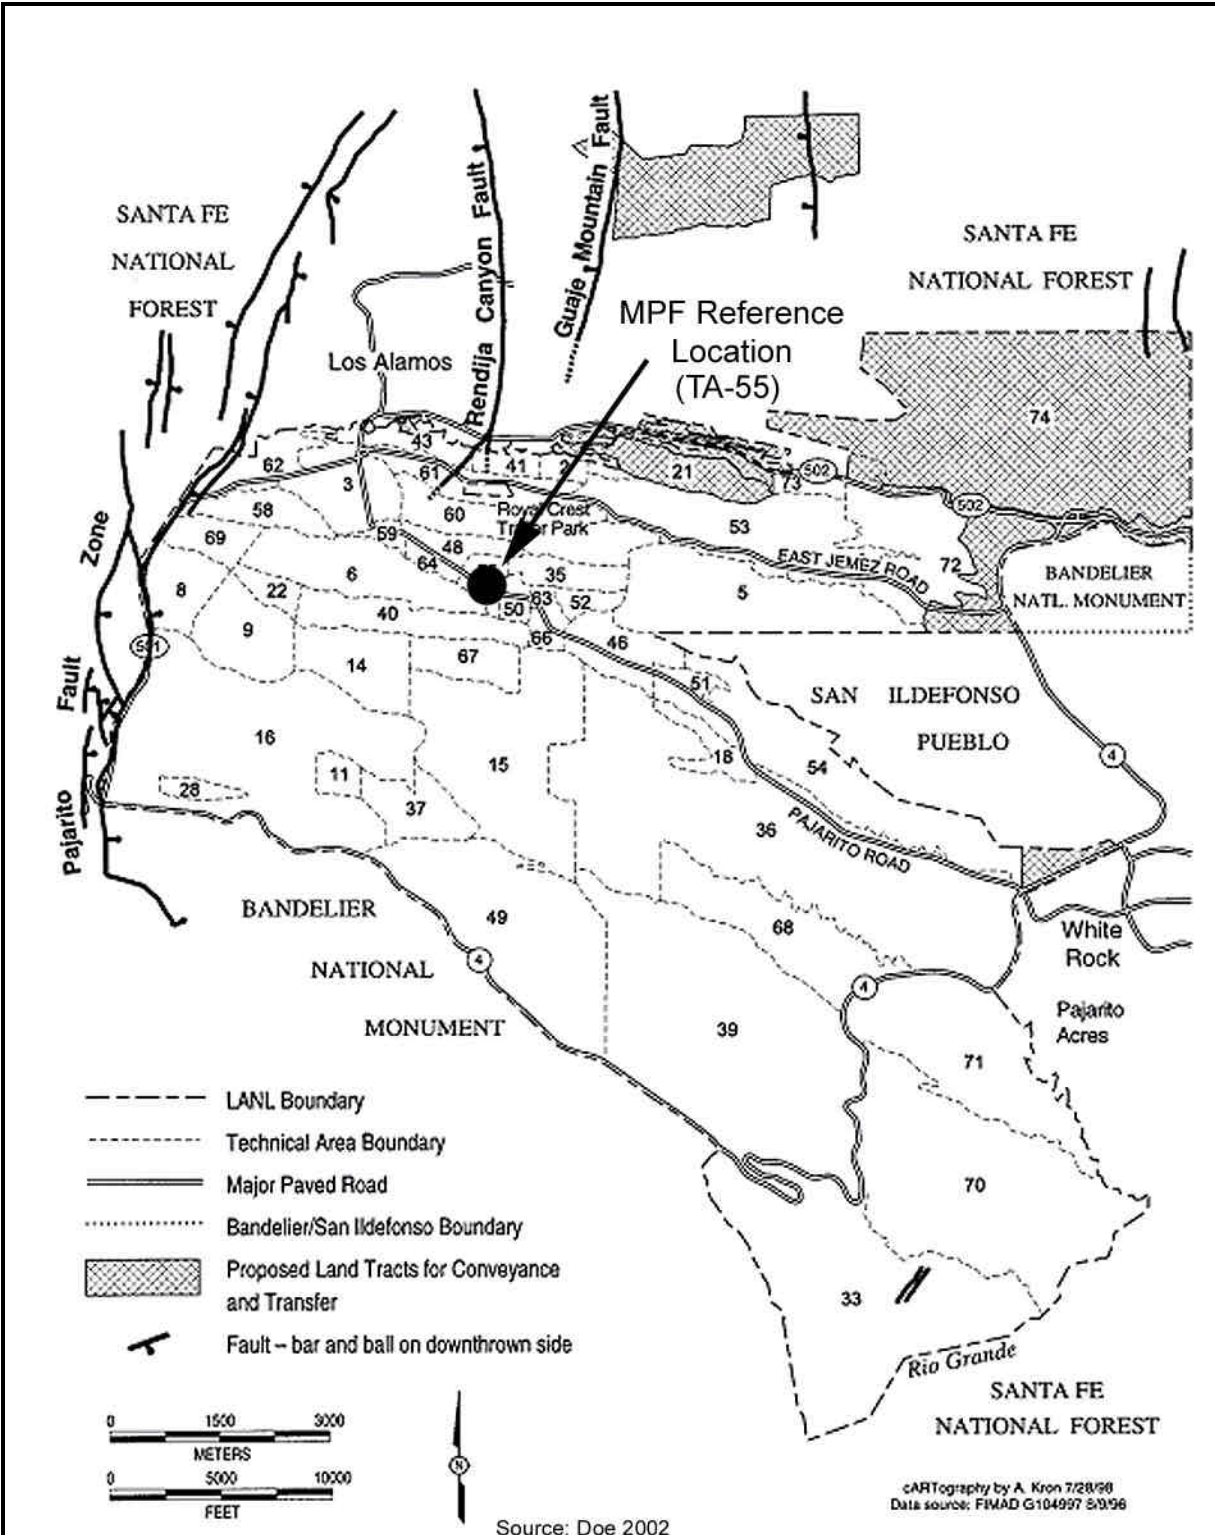 SANTA FE
NATIONAL
FOREST
Rendija Canyon Fault
Guaje Mountain Fault
SANTA FE
NATIONAL FOREST
MPF Reference
Location
(TA-55)
Los Alamos
74
43
62
3
61
41
21
73
502
502
58
60
Royal Crest
Trailer Park
53
69
59
48
64
6
35
EAST JEMEZ ROAD
72
BANDELIER
NATL. MONUMENT
8
22
40
50
63
52
5
9
66
46
Zone
501
14
67
51
SAN ILDEFONSO
PUEBLO
Fault
16
15
18
54
4
11
28
37
36
PAJARITO ROAD
Pajarito
BANDELIER
NATIONAL
MONUMENT
49
68
White
Rock
4
4
39
Pajarito
Acres
71
70
33
Rio Grande
SANTA FE
NATIONAL FOREST
LANL Boundary
Technical Area Boundary
Major Paved Road
Bandelier/San Ildefonso Boundary
Proposed Land Tracts for Conveyance
and Transfer
Fault – bar and ball on downthrown side
0 1500 3000
METERS
0 5000 10000
FEET
N
cARTography by A. Kron 7/28/98
Data source: FIMAD G104997 8/9/96
Source: Doe 2002